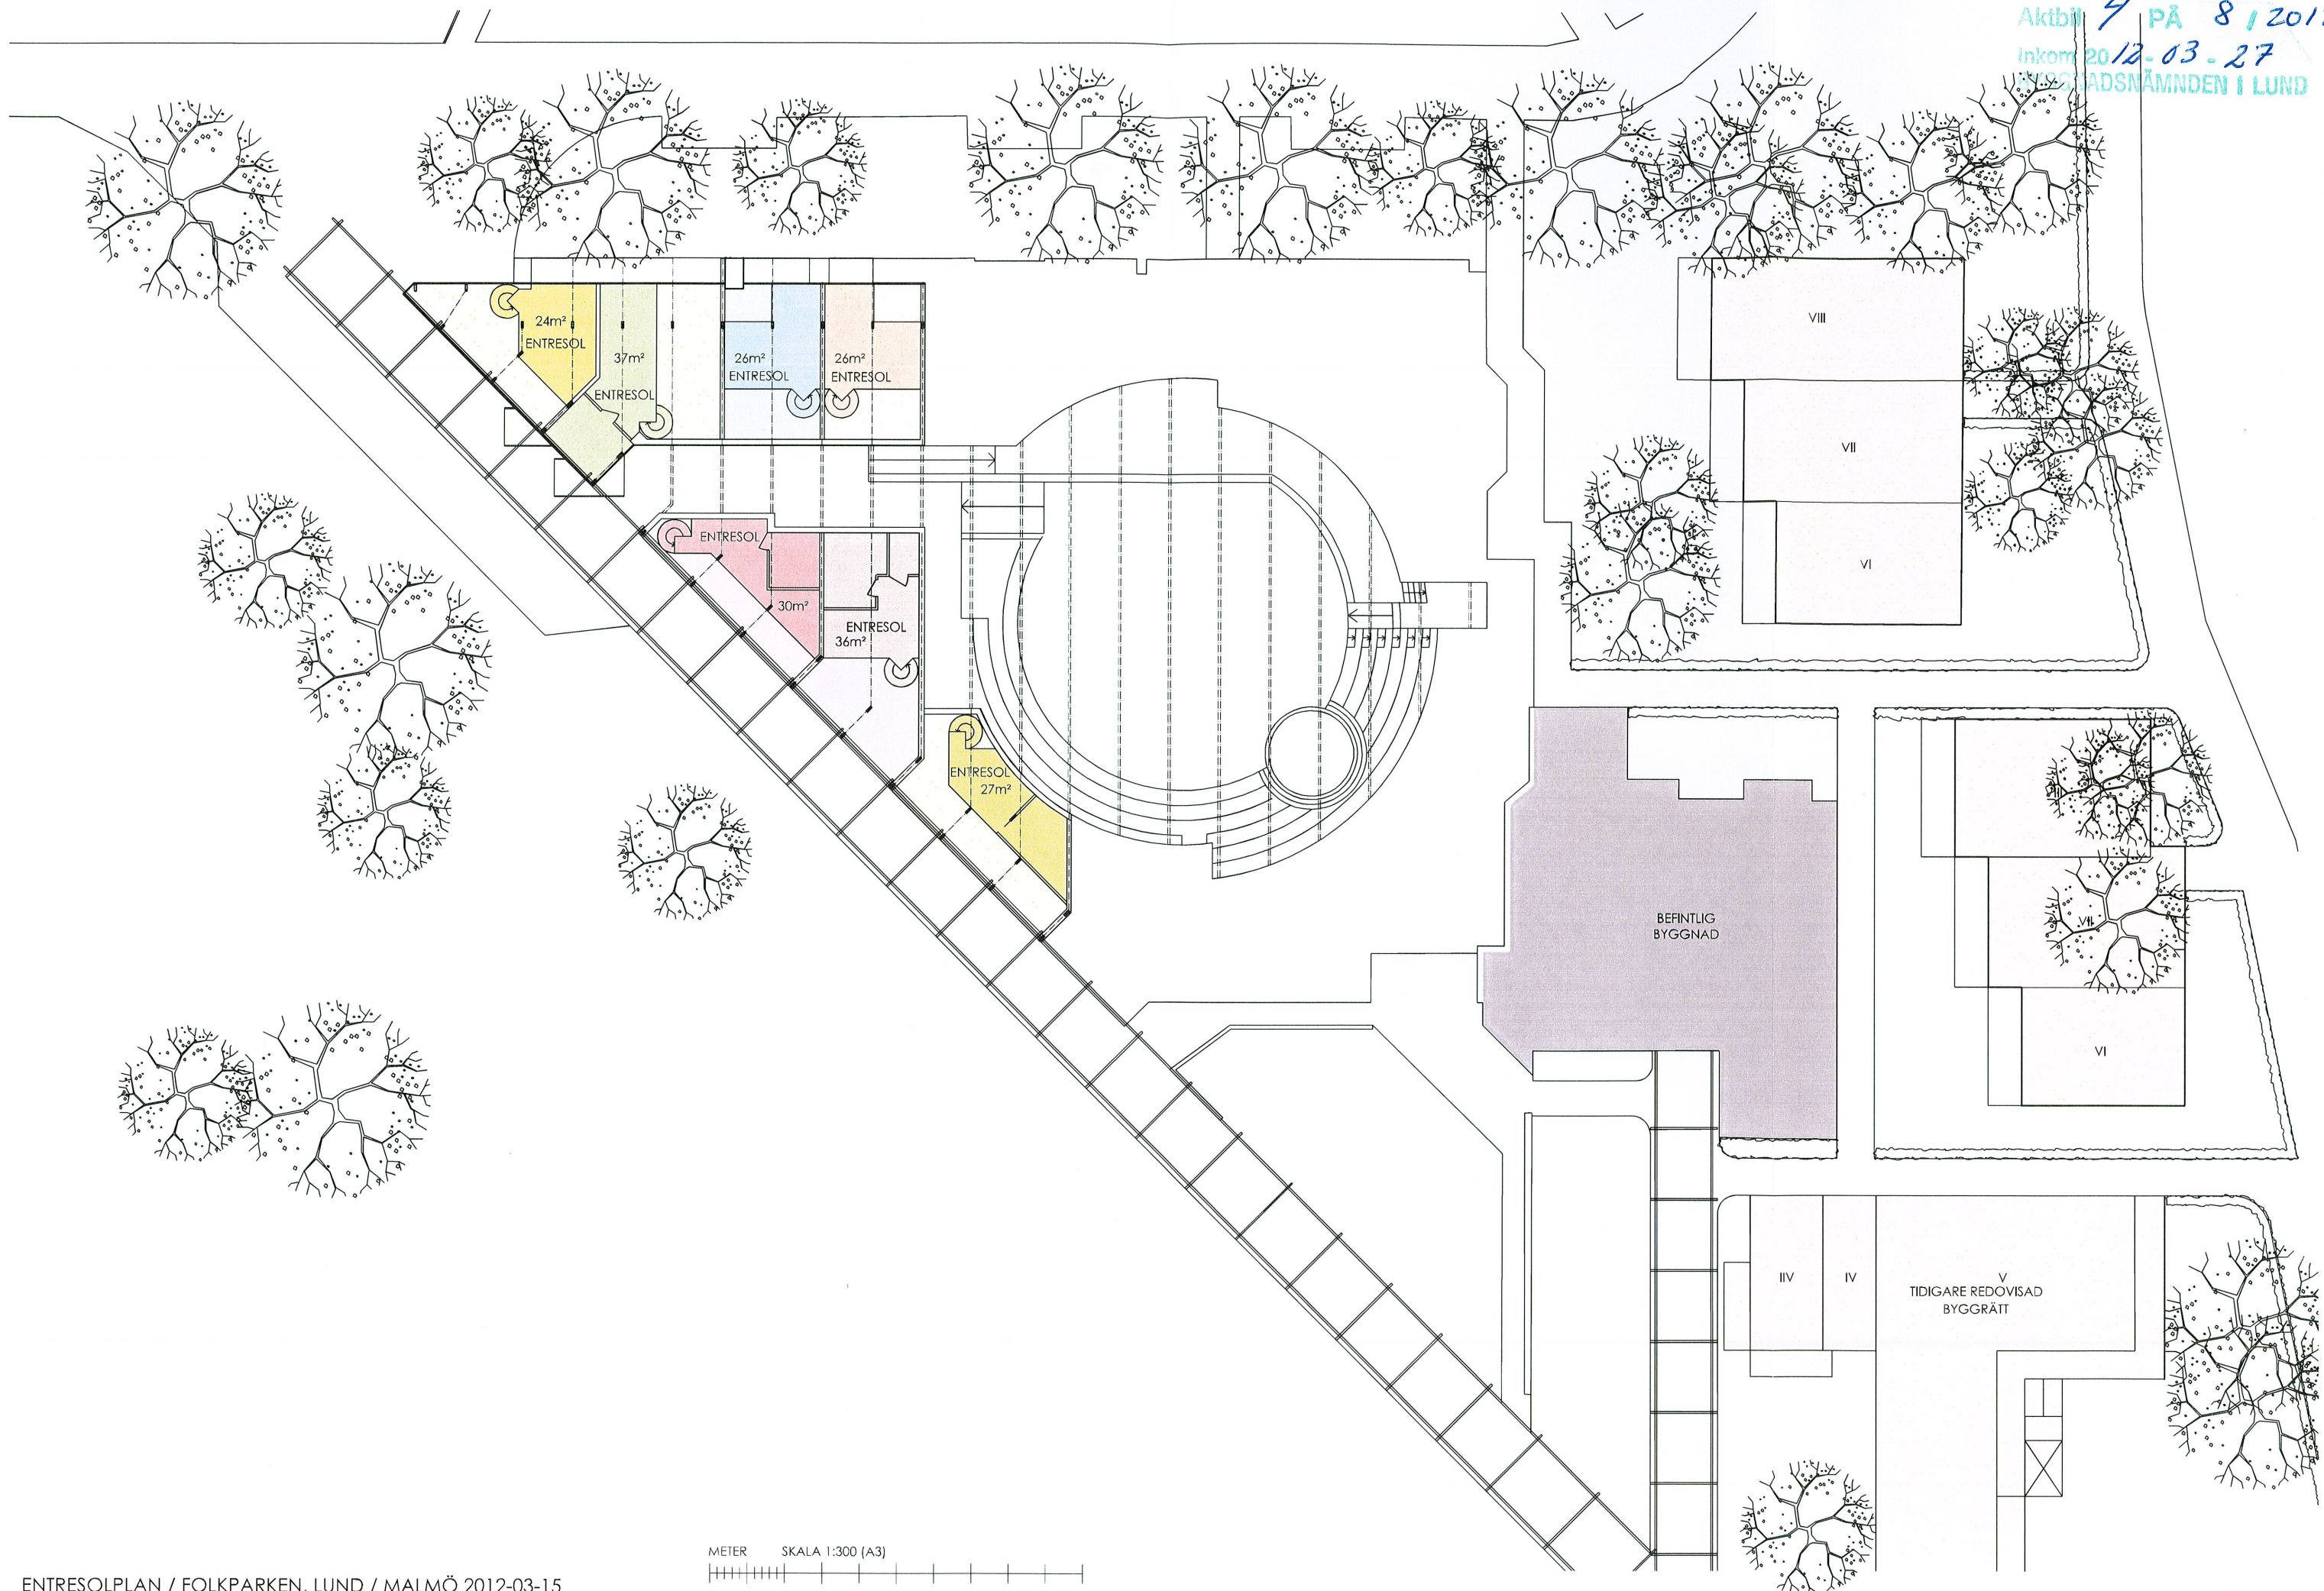 Aktbil 4 PÄ 8 / 201
Inkom 2012-03-27
BYGGNADSNÄMNDEN I LUND
24m²
ENTRESOL
37m²
ENTRESOL
26m²
ENTRESOL
26m²
ENTRESOL
ENTRESOL
30m²
ENTRESOL
36m²
ENTRESOL
27m²
VIII
VII
VI
BEFINTLIG
BYGGNAD
VII
VI
IIV
IV
V
TIDIGARE REDOVISAD
BYGGRÄTT
METER SKALA 1:300 (A3)
ENTRESOLPLAN / FOLKPARKEN, LUND / MALMÖ 2012-03-15